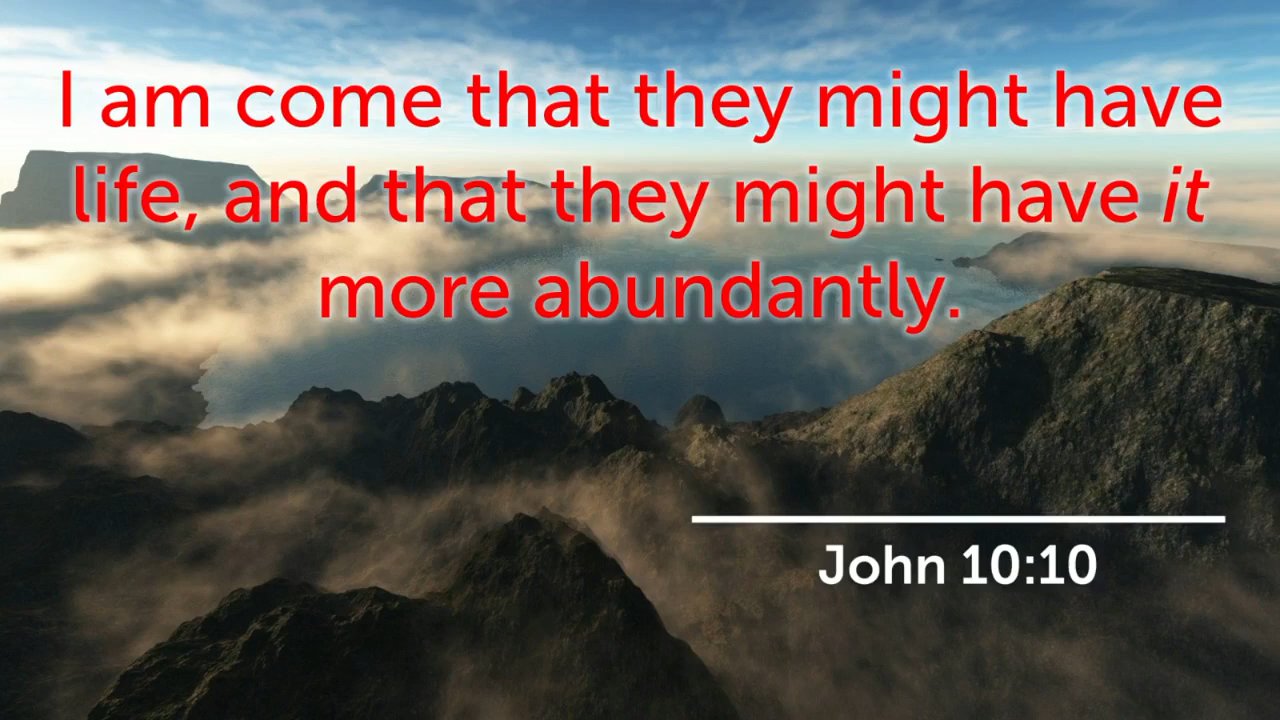 I am come that they might have
life, and that they might have it
more abundantly.
John 10:10